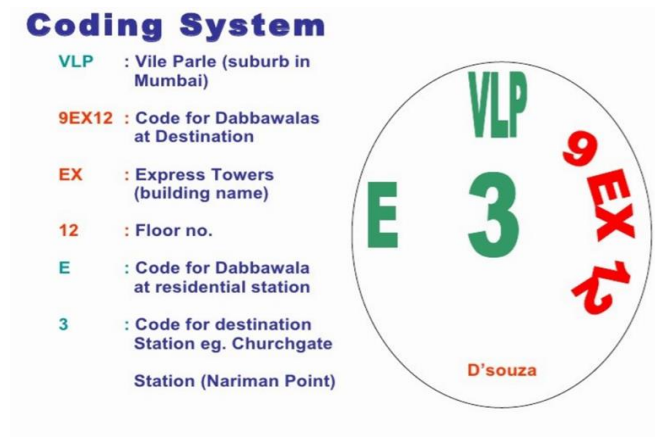 Coding System
VLP : Vile Parle (suburb in
Mumbai)
9EX12 : Code for Dabbawalas
at Destination
EX : Express Towers
(building name)
12 : Floor no.
E : Code for Dabbawala
at residential station
3 : Code for destination
Station eg. Churchgate
Station (Nariman Point)
VLP
E 3
9 EX 12
D'souza